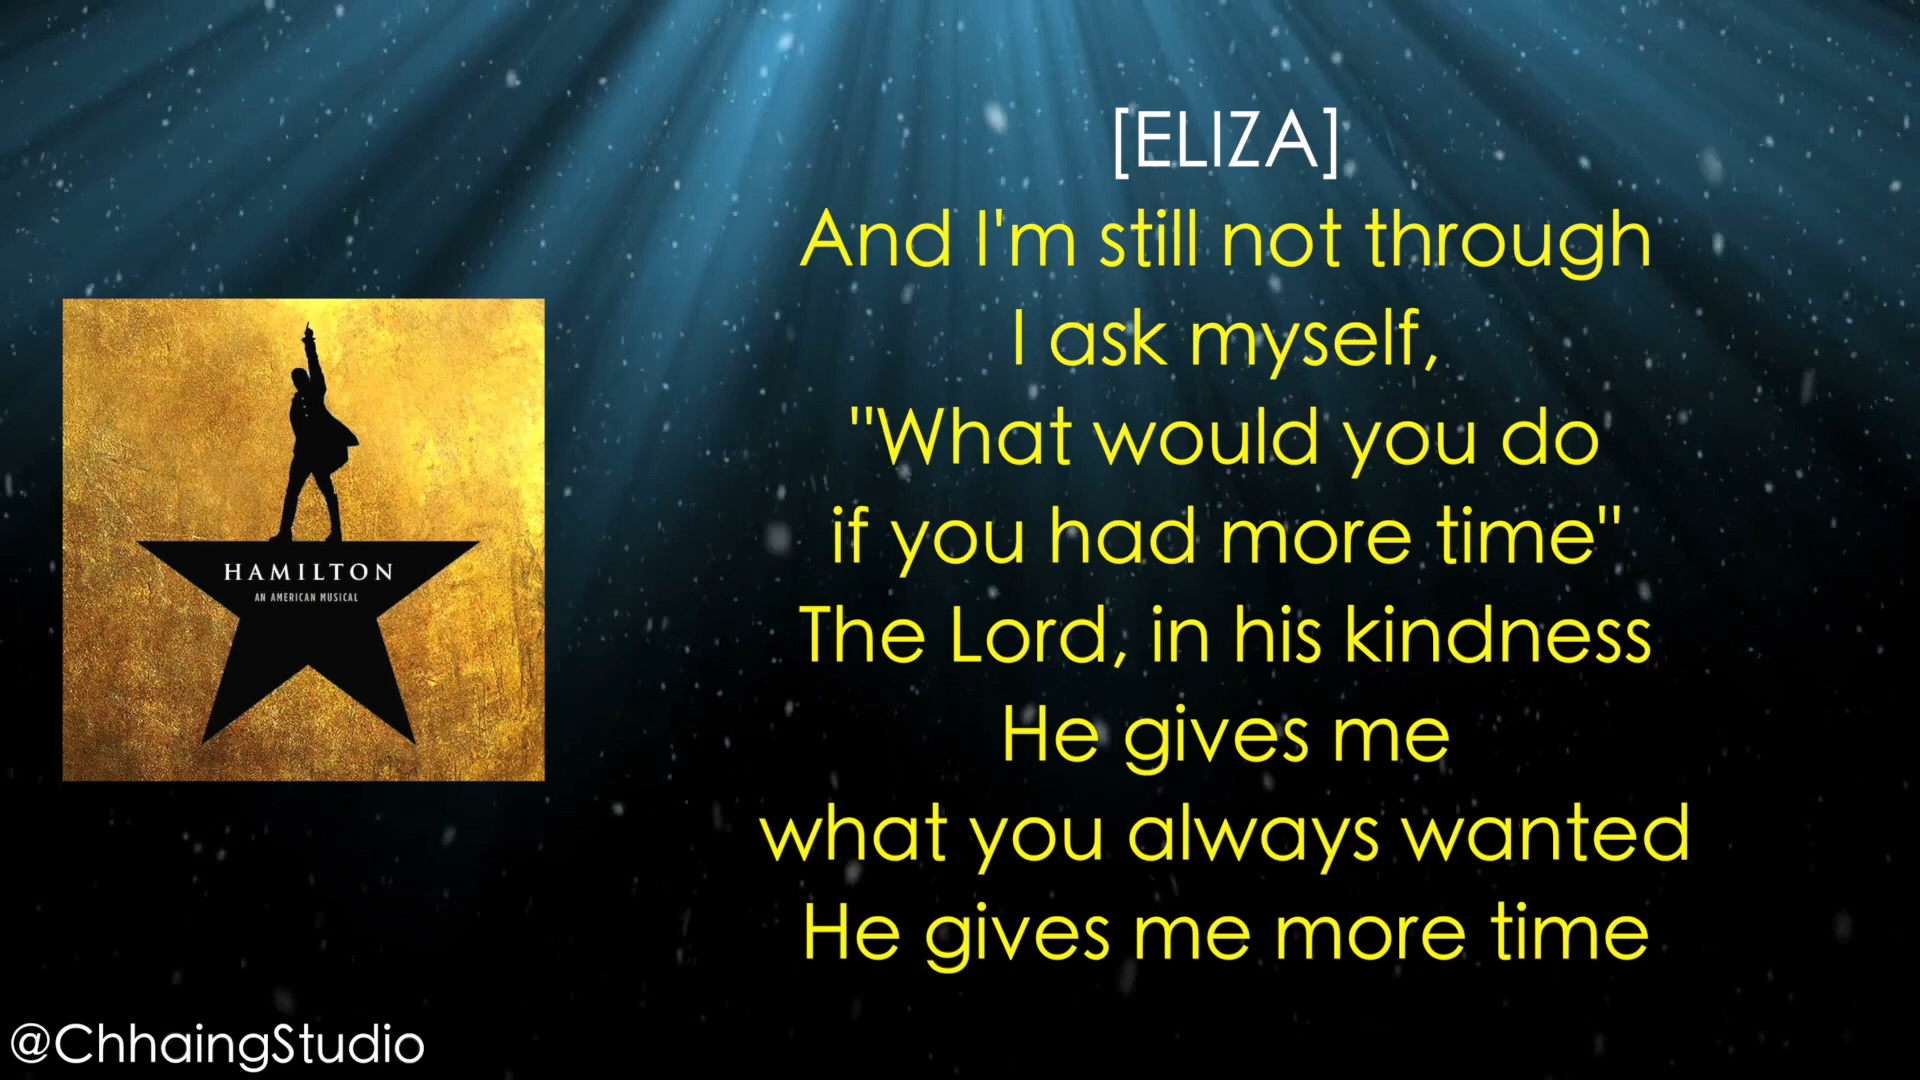 [ELIZA]
And I'm still not through
I ask myself,
"What would you do
if you had more time"
The Lord, in his kindness
He gives me
what you always wanted
He gives me more time
HAMILTON
AN AMERICAN MUSICAL
@ChhaingStudio